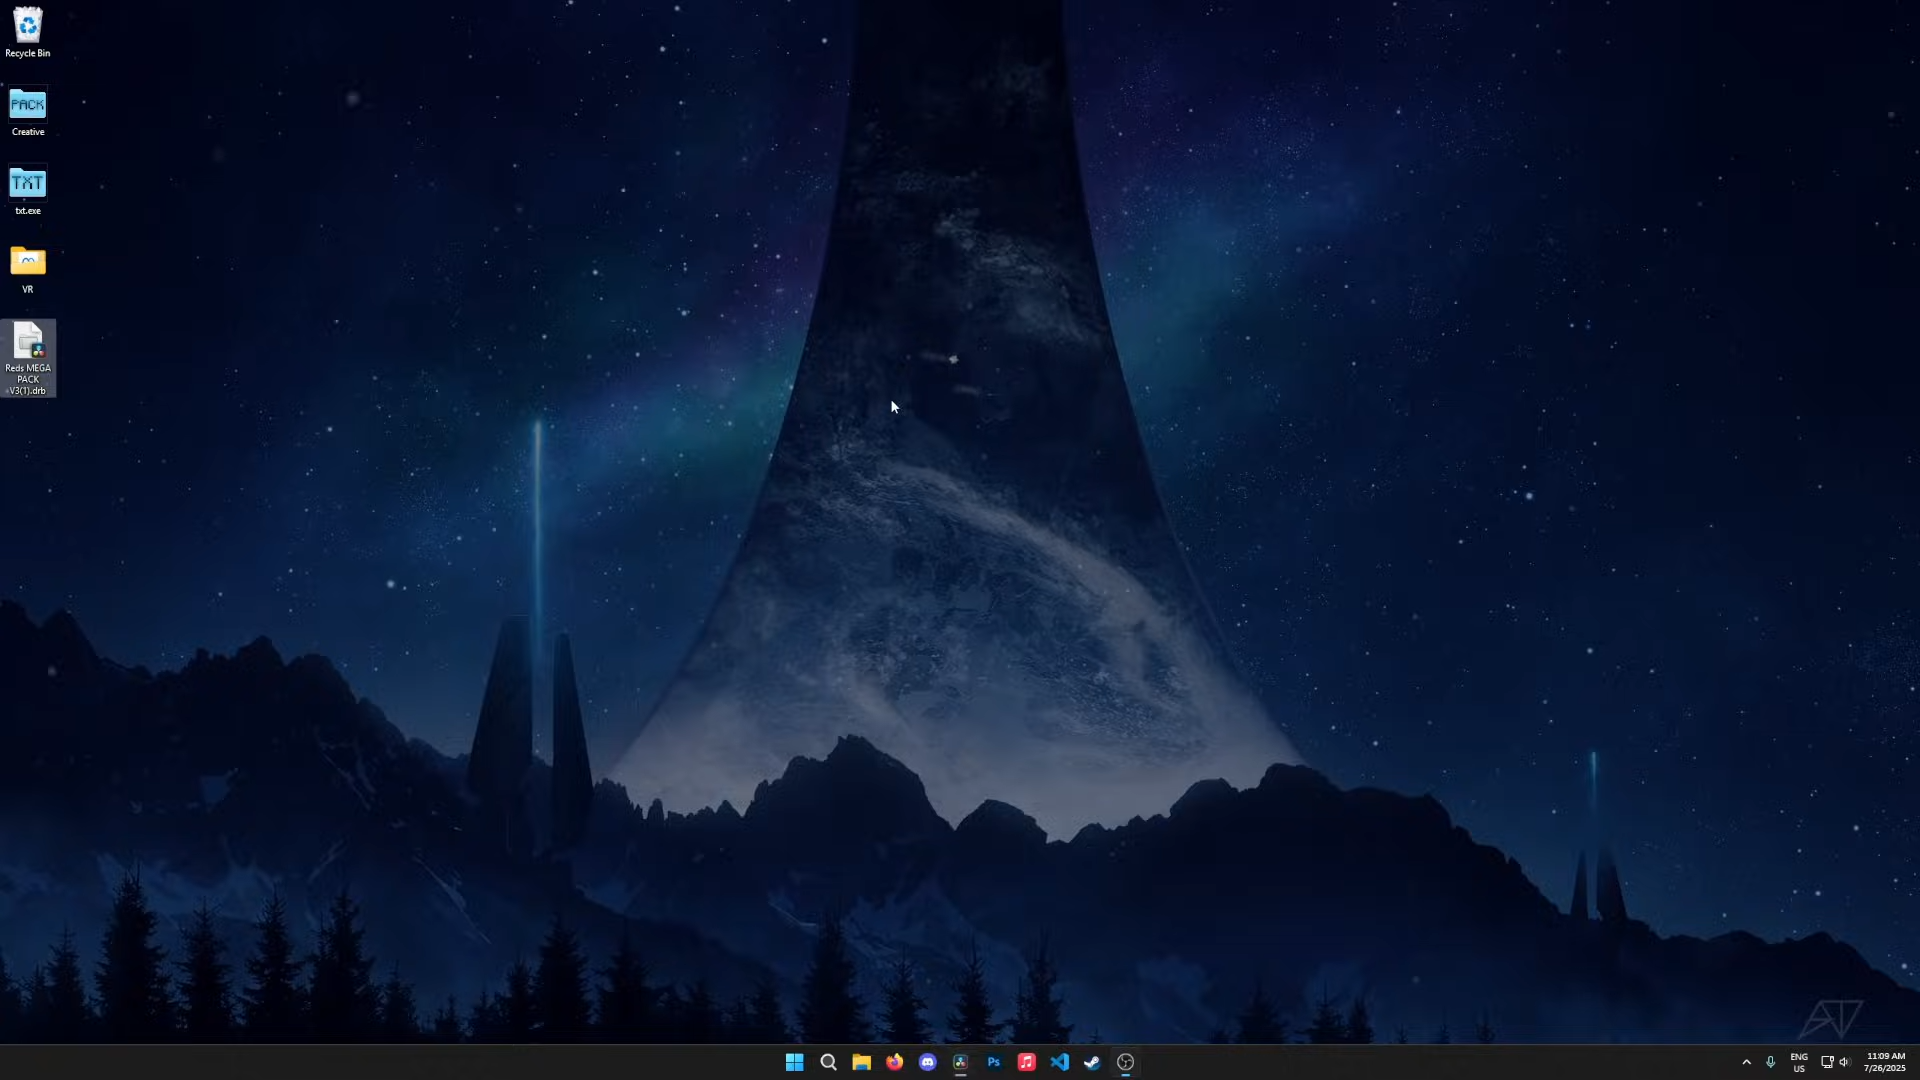 Recycle Bin
PACK
Creative
TXT
txt.exe
VR
Reds MEGA
PACK
V3(1).drb
Ps
ENG
US
11:09 AM
7/26/2025